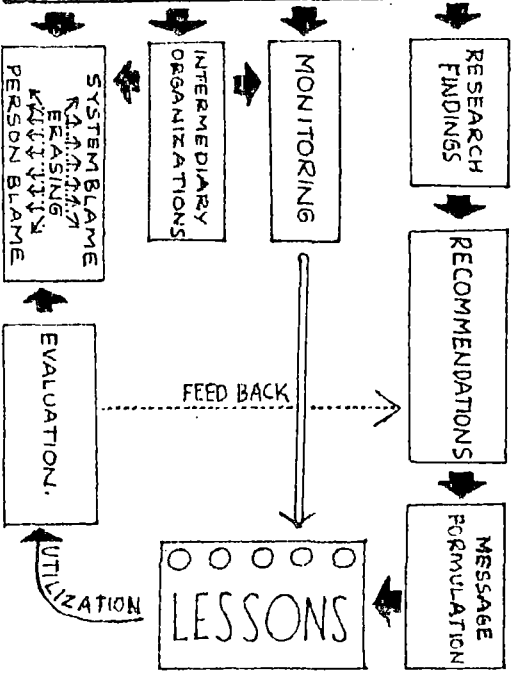 RESEARCH
FINDINGS
MONITORING
INTERMEDIARY
ORGANIZATIONS
SYSTEM BLAME
ERASING
PERSON BLAME
RECOMMENDATIONS
EVALUATION.
FEED BACK
MESSAGE
FORMULATION
LESSONS
UTILIZATION